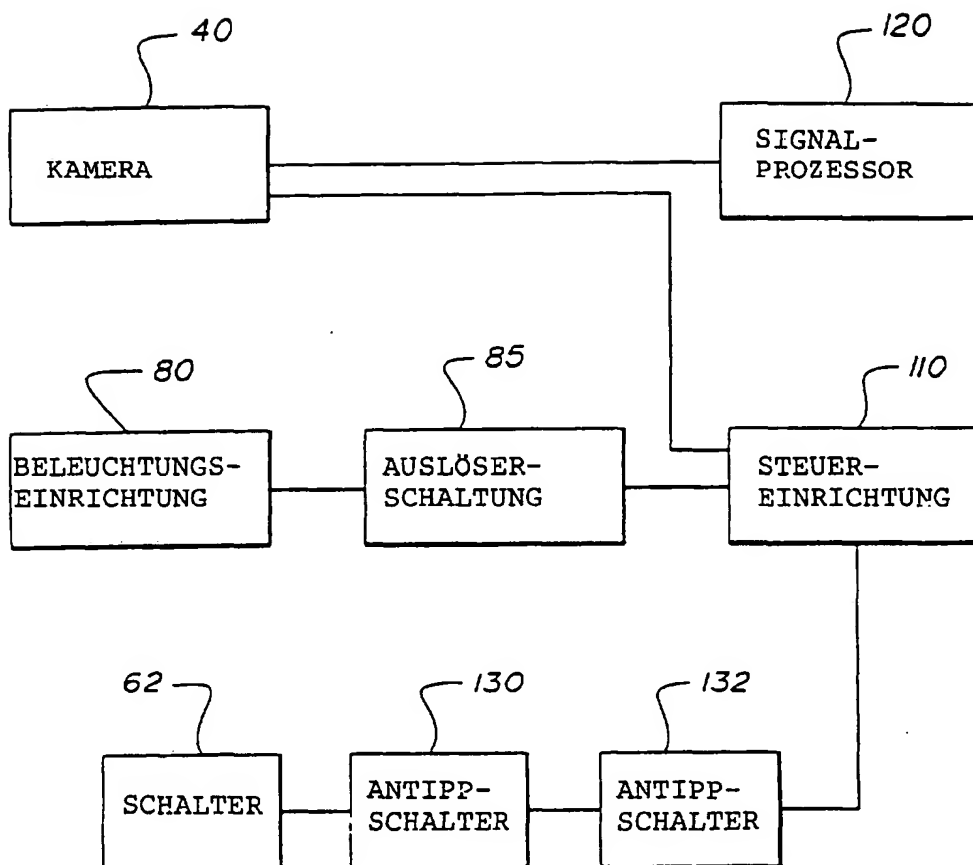 40
120
KAMERA
SIGNAL-
PROZESSOR
80
85
110
BELEUCHTUNGS-
EINRICHTUNG
AUSLÖSER-
SCHALTUNG
STEUER-
EINRICHTUNG
62
130
132
SCHALTER
ANTIPP-
SCHALTER
ANTIPP-
SCHALTER